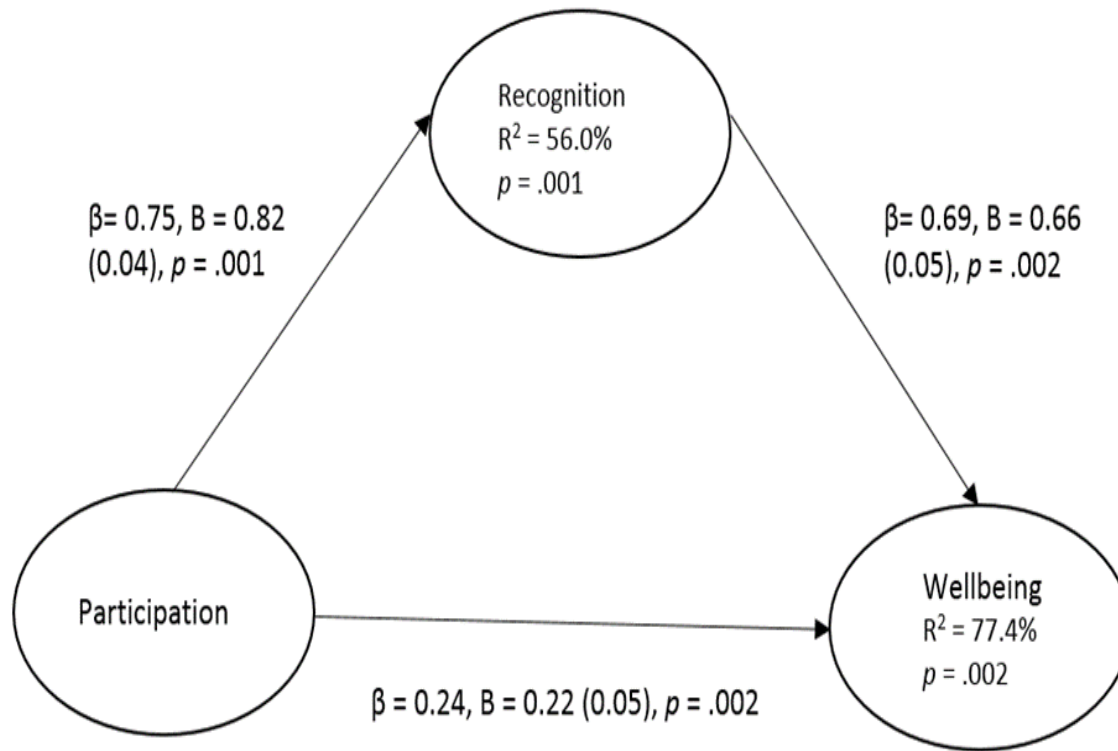 Recognition
R² = 56.0%
p = .001
β= 0.75, B = 0.82
(0.04), p = .001
β= 0.69, B = 0.66
(0.05), p = .002
Participation
Wellbeing
R² = 77.4%
p = .002
β = 0.24, B = 0.22 (0.05), p = .002